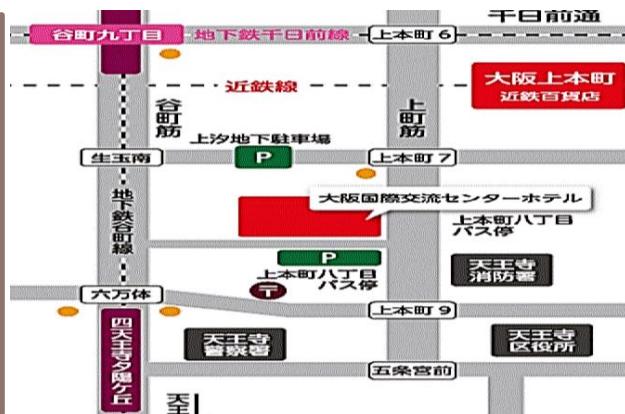 千日前通
谷町九丁目
地下鉄千日前線
上本町6
近鉄線
大阪上本町
近鉄百貨店
谷町筋
上町筋
上汐地下駐車場
生玉南
P
上本町7
地下鉄谷町線
大阪国際交流センターホテル
上本町八丁目
バス停
P
上本町八丁目
バス停
〒
天王寺
消防署
六万体
上本町9
四天王寺夕陽ケ丘
天王寺
警察署
天王寺
区役所
五条宮前
天王